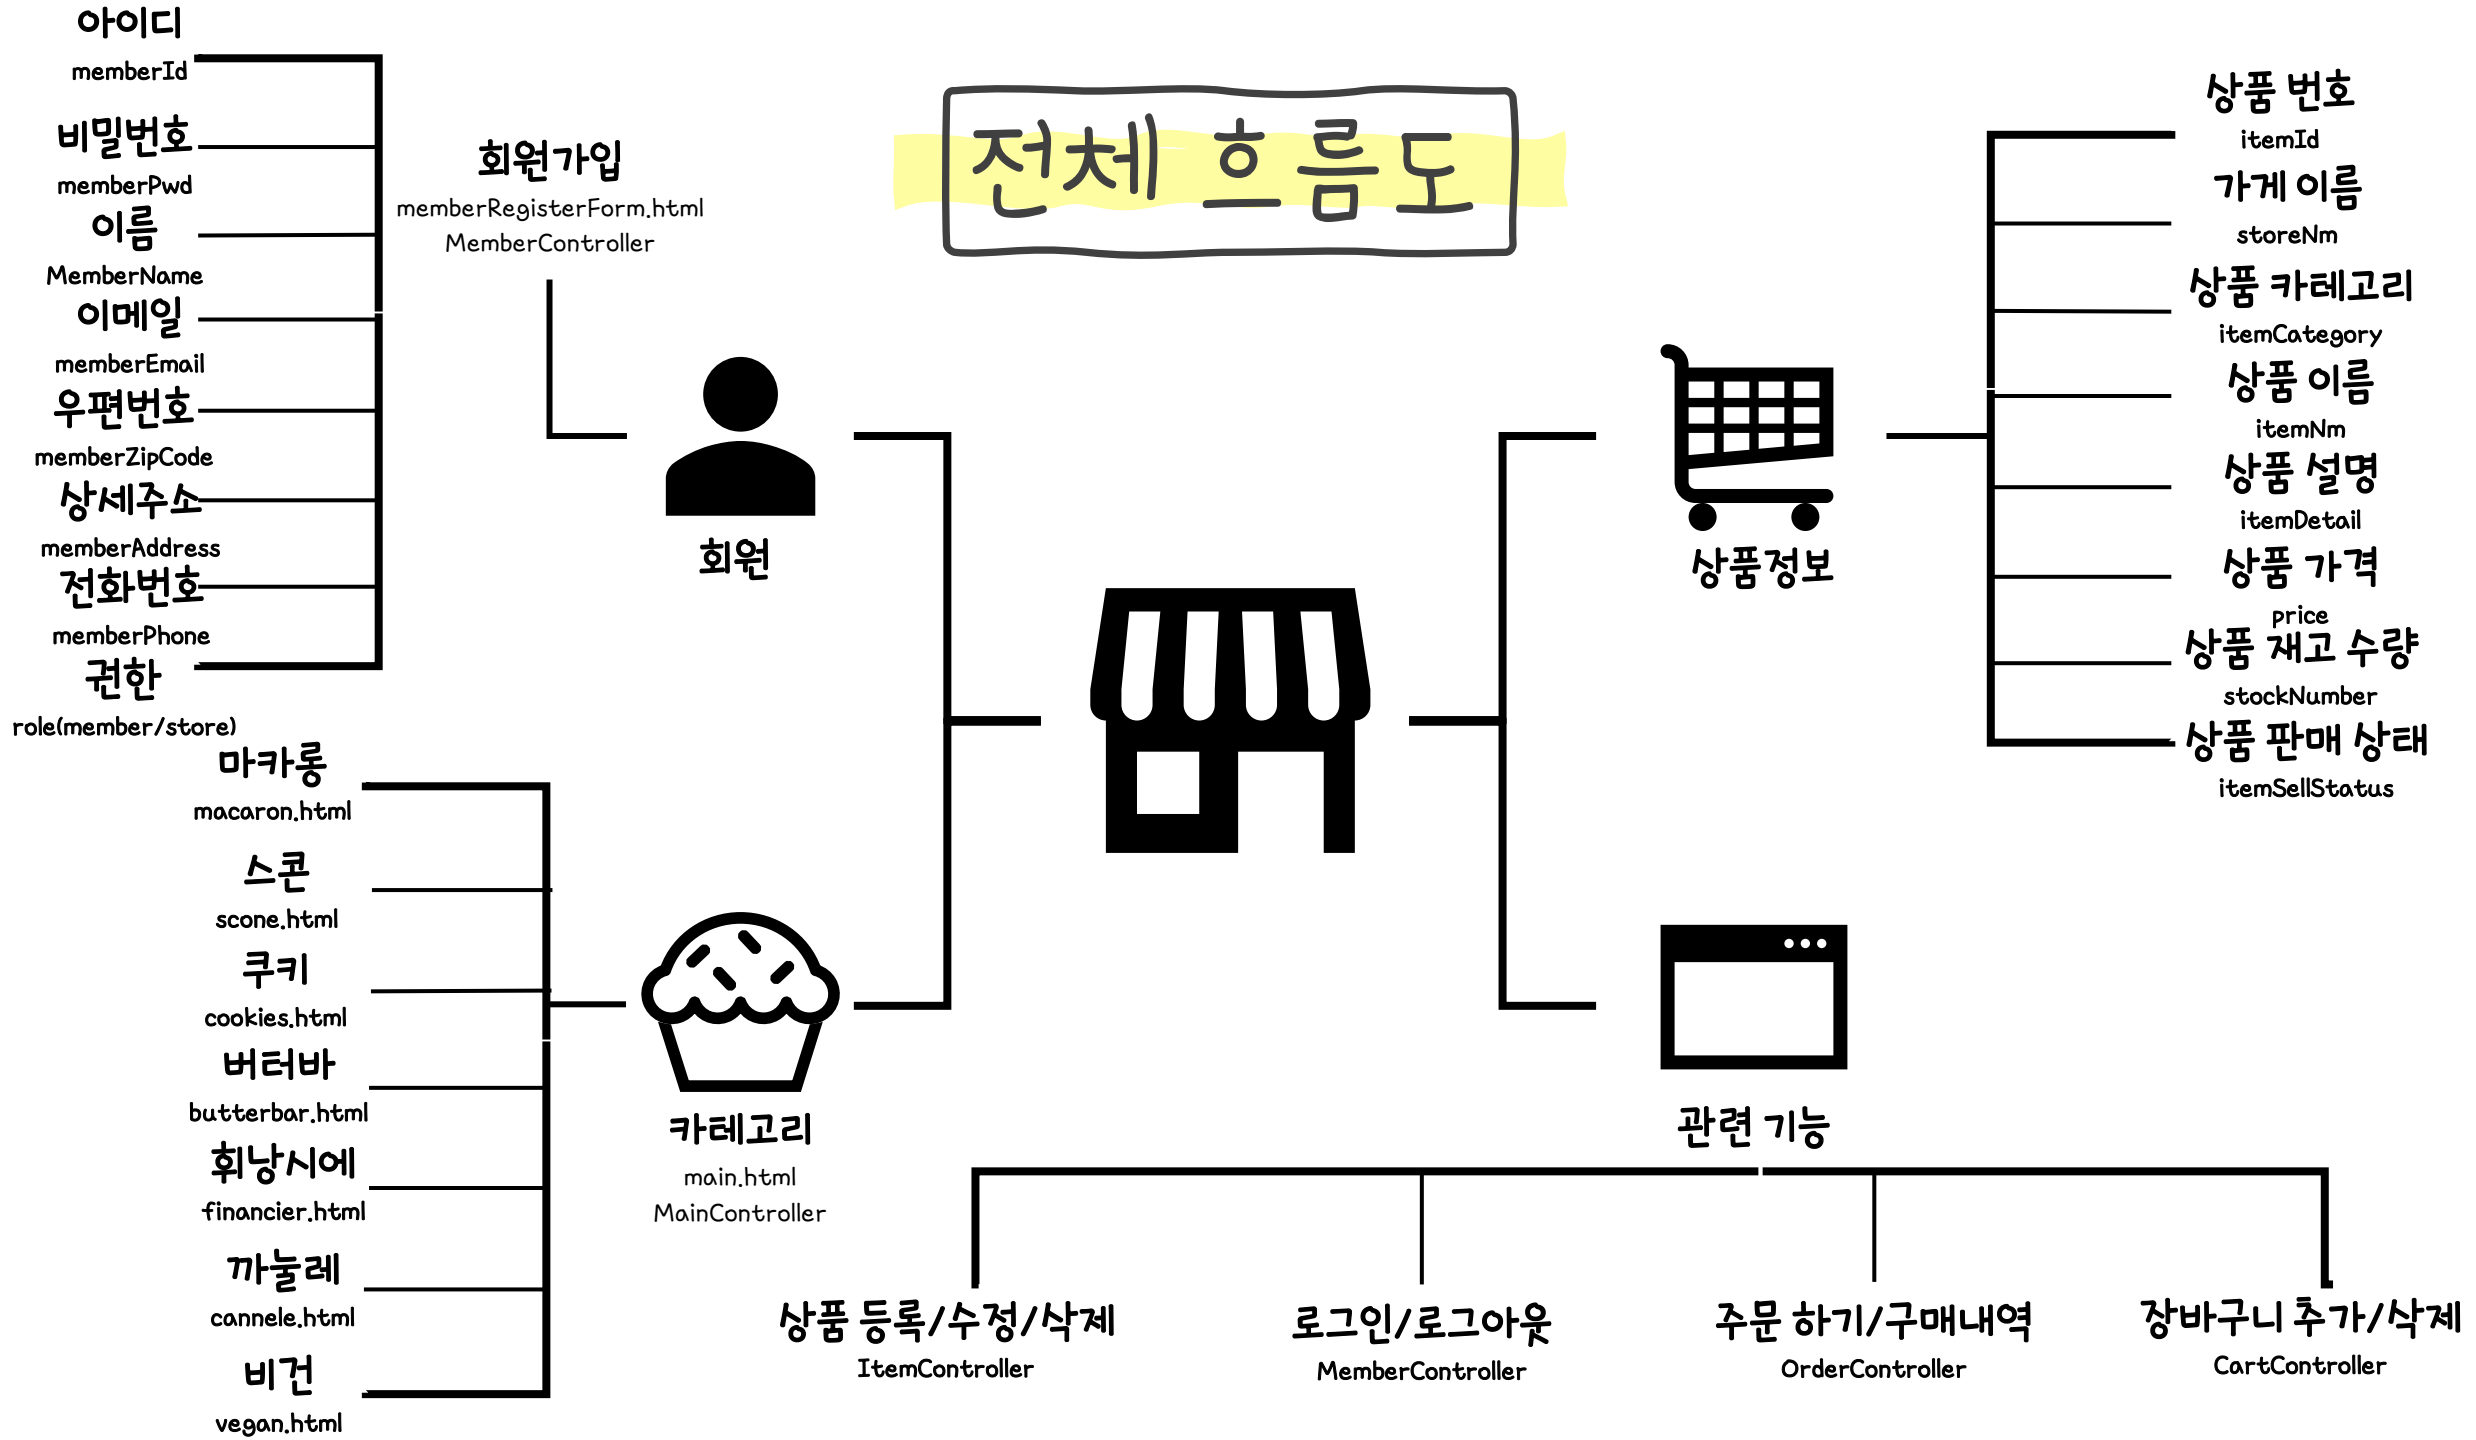 전체 흐름도
아이디
memberId
비밀번호
memberPwd
이름
MemberName
이메일
memberEmail
우편번호
memberZipCode
상세주소
memberAddress
전화번호
memberPhone
권한
role(member/store)
회원가입
memberRegisterForm.html
MemberController
회원
마카롱
macaron.html
스콘
scone.html
쿠키
cookies.html
버터바
butterbar.html
휘낭시에
financier.html
까눌레
cannele.html
비건
vegan.html
카테고리
main.html
MainController
상품정보
상품 번호
itemId
가게 이름
storeNm
상품 카테고리
itemCategory
상품 이름
itemNm
상품 설명
itemDetail
상품 가격
price
상품 재고 수량
stockNumber
상품 판매 상태
itemSellStatus
관련 기능
상품 등록/수정/삭제
ItemController
로그인/로그아웃
MemberController
주문 하기/구매내역
OrderController
장바구니 추가/삭제
CartController